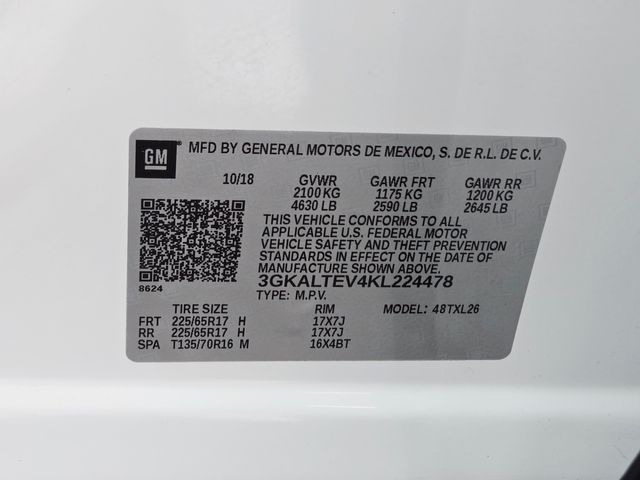 GM MFD BY GENERAL MOTORS DE MEXICO, S. DE R.L. DE C.V.
10/18 GVWR GAWR FRT GAWR RR
2100 KG 1175 KG 1200 KG
4630 LB 2590 LB 2645 LB
THIS VEHICLE CONFORMS TO ALL
APPLICABLE U.S. FEDERAL MOTOR
VEHICLE SAFETY AND THEFT PREVENTION
STANDARDS IN EFFECT ON THE DATE OF
MANUFACTURE SHOWN ABOVE.
8624 3GKALTEV4KL224478
TYPE: M.P.V.
TIRE SIZE RIM MODEL: 48TXL26
FRT 225/65R17 H 17X7J
RR 225/65R17 H 17X7J
SPA T135/70R16 M 16X4BT